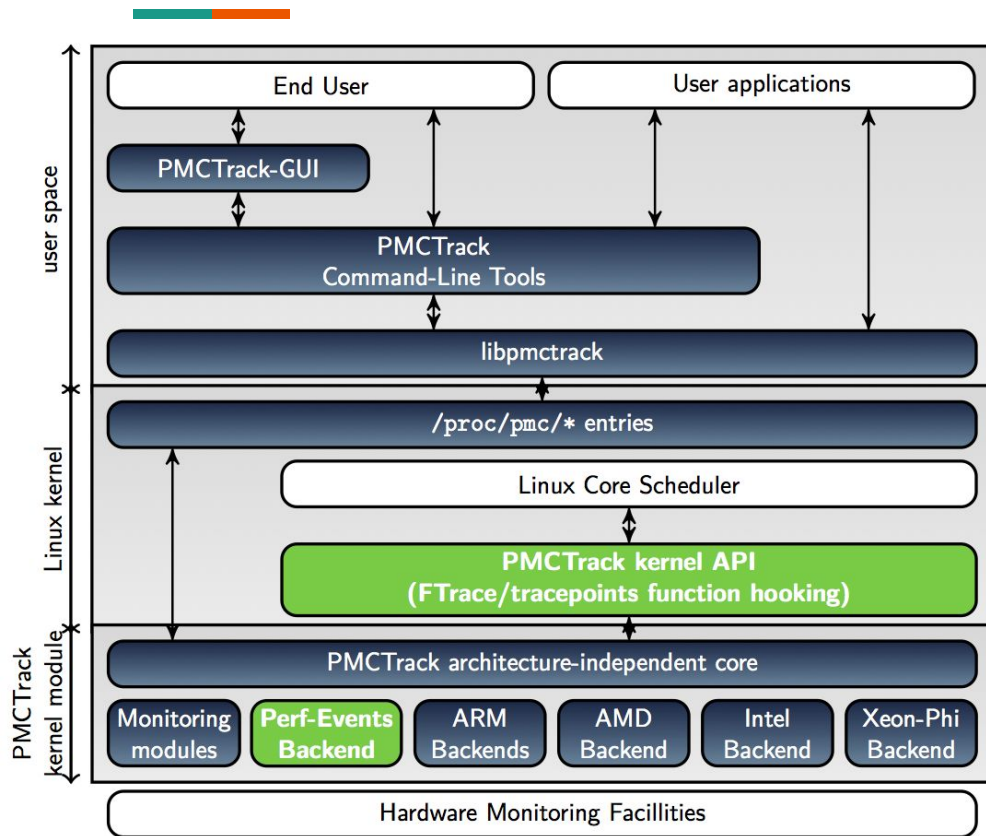 user space
End User
User applications
PMCTrack-GUI
PMCTrack
Command-Line Tools
libpmctrack
Linux kernel
/proc/pmc/* entries
Linux Core Scheduler
PMCTrack kernel API
(FTrace/tracepoints function hooking)
PMCTrack
kernel module
PMCTrack architecture-independent core
Monitoring
modules
Perf-Events
Backend
ARM
Backends
AMD
Backend
Intel
Backend
Xeon-Phi
Backend
Hardware Monitoring Facillities